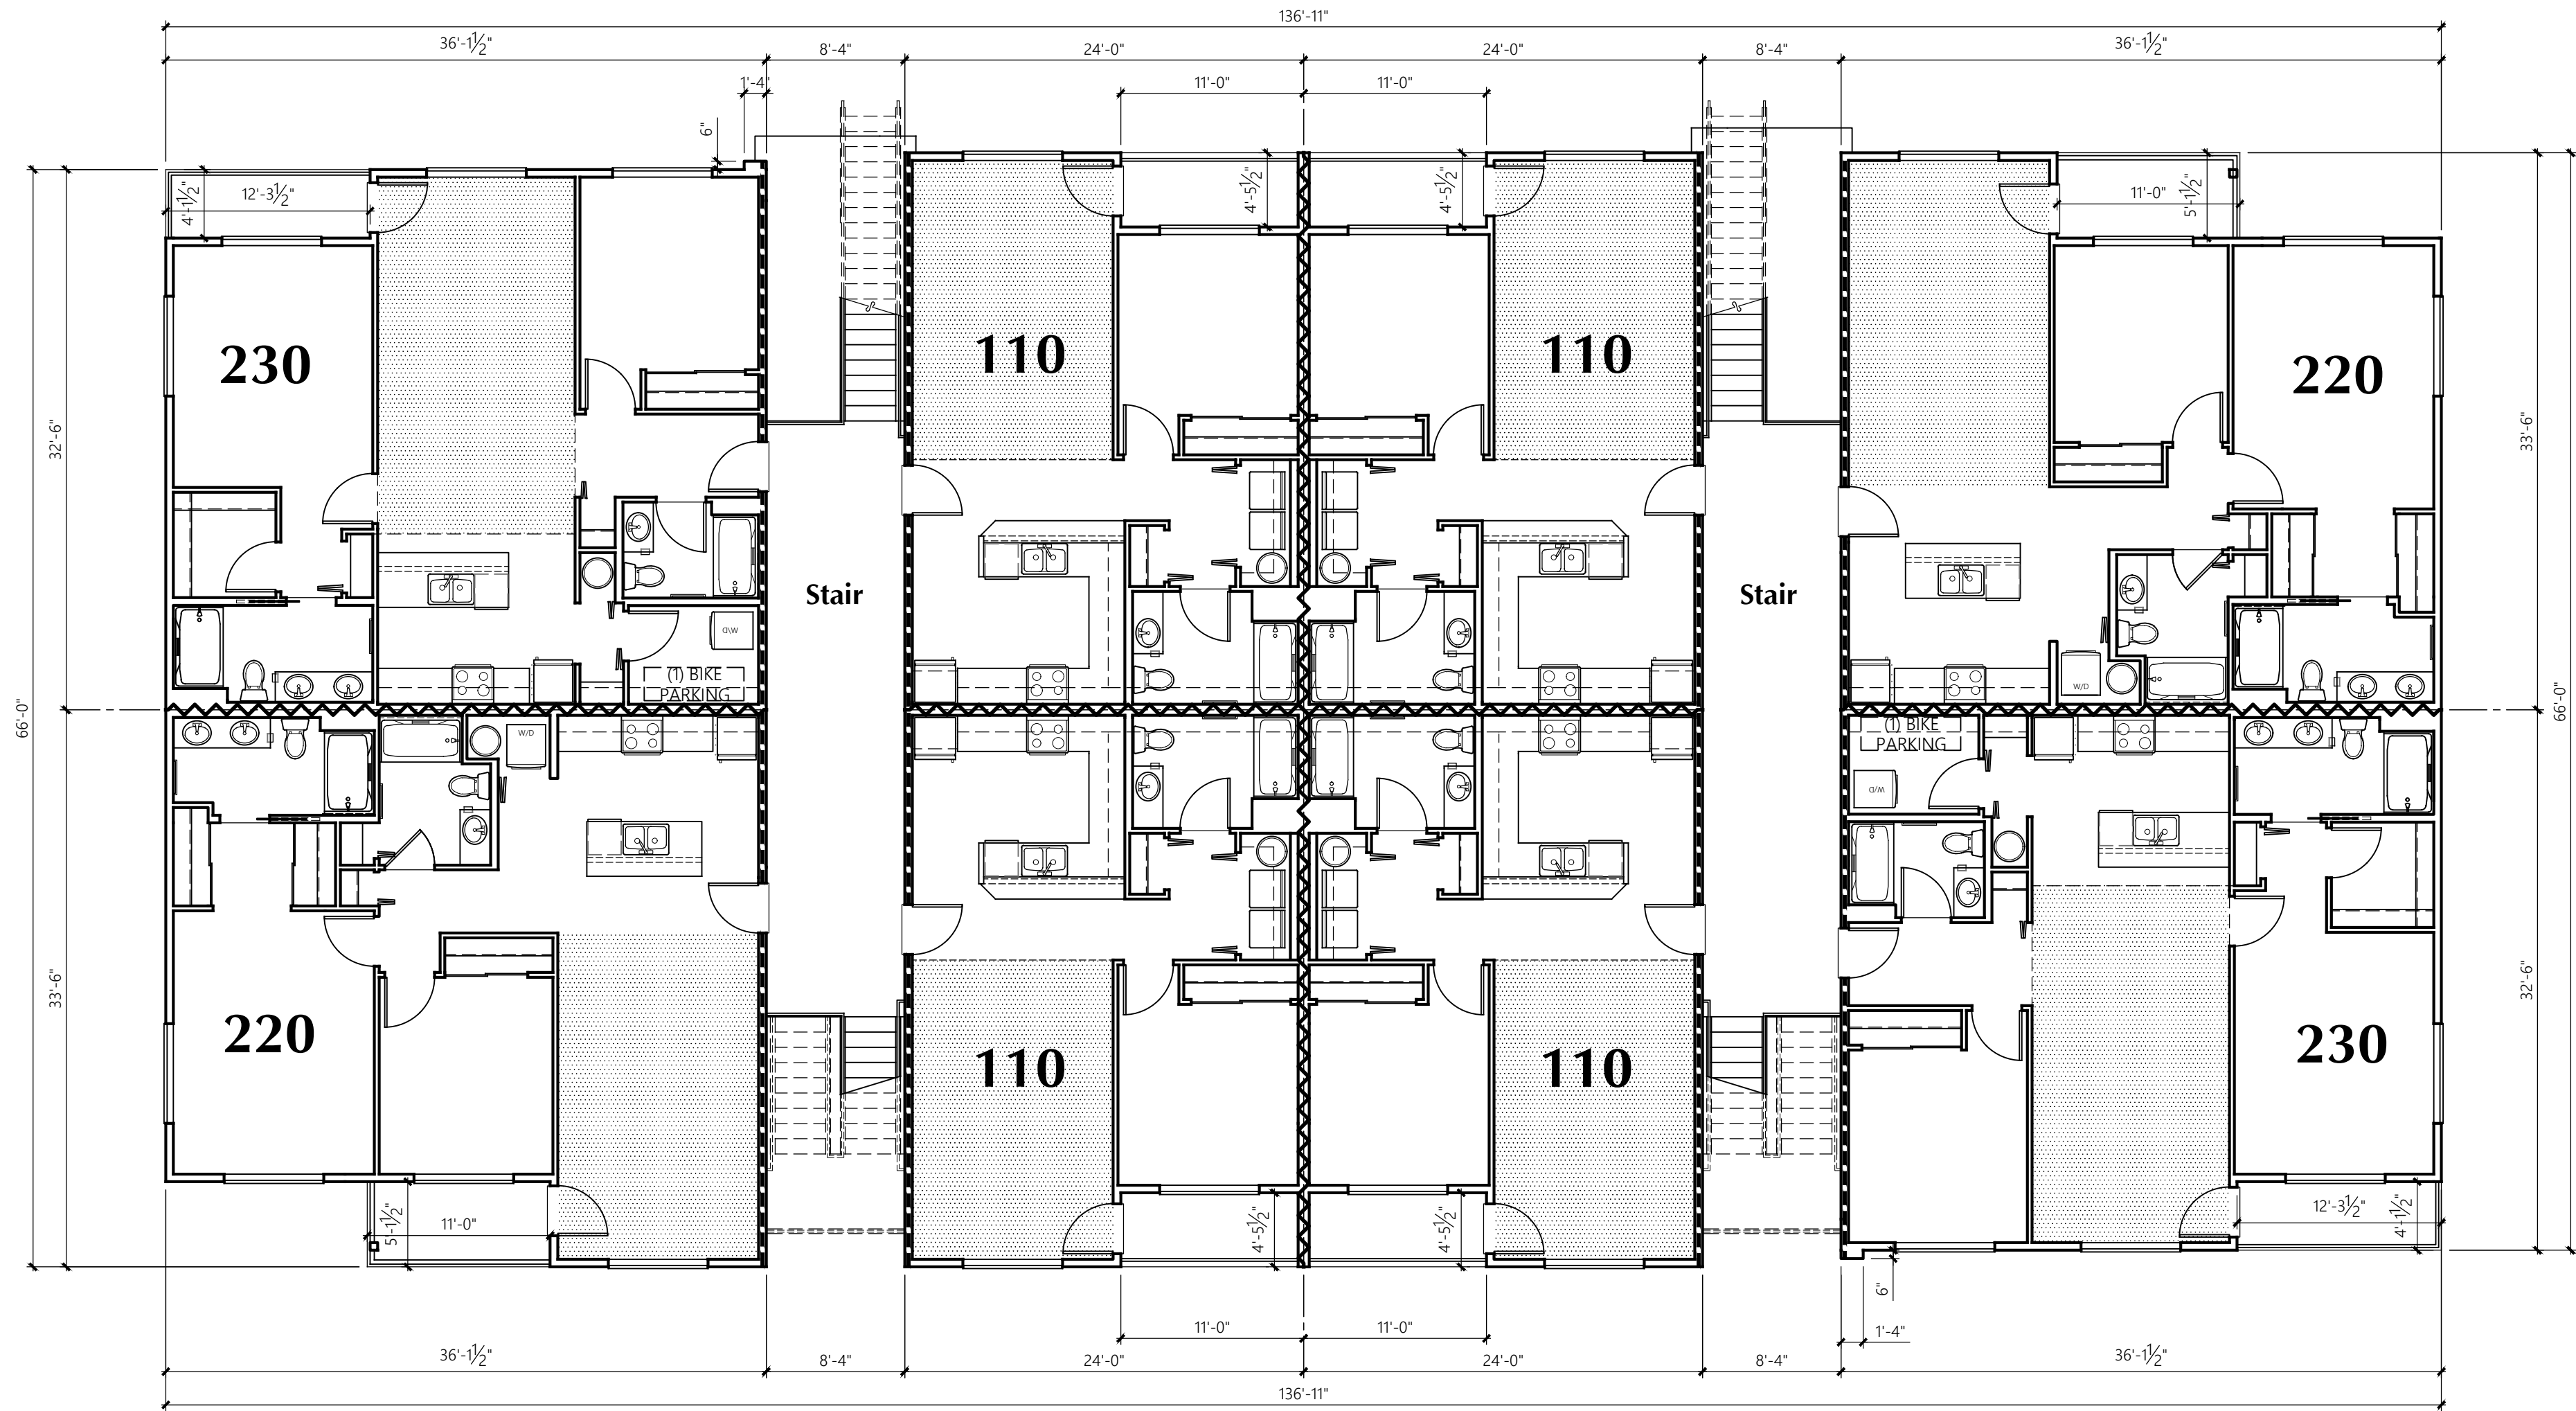 136'-11"
36'-1½" 8'-4" 24'-0" 24'-0" 8'-4" 36'-1½"
1'-4" 11'-0" 11'-0"
6"
12'-3½" 4'-1½" 4'-5½" 4'-5½" 11'-0" 5'-1½"
230 110 110 220
32'-6" 33'-6"
Stair Stair
W/D
(1) BIKE
PARKING
W/D
66'-0" 66'-0"
W/D
(1) BIKE
PARKING
W/D
33'-6" 32'-6"
220 110 110 230
5'-1½" 11'-0" 4'-5½" 4'-5½" 12'-3½" 4'-1½"
6"
11'-0" 11'-0" 1'-4"
36'-1½" 8'-4" 24'-0" 24'-0" 8'-4" 36'-1½"
136'-11"